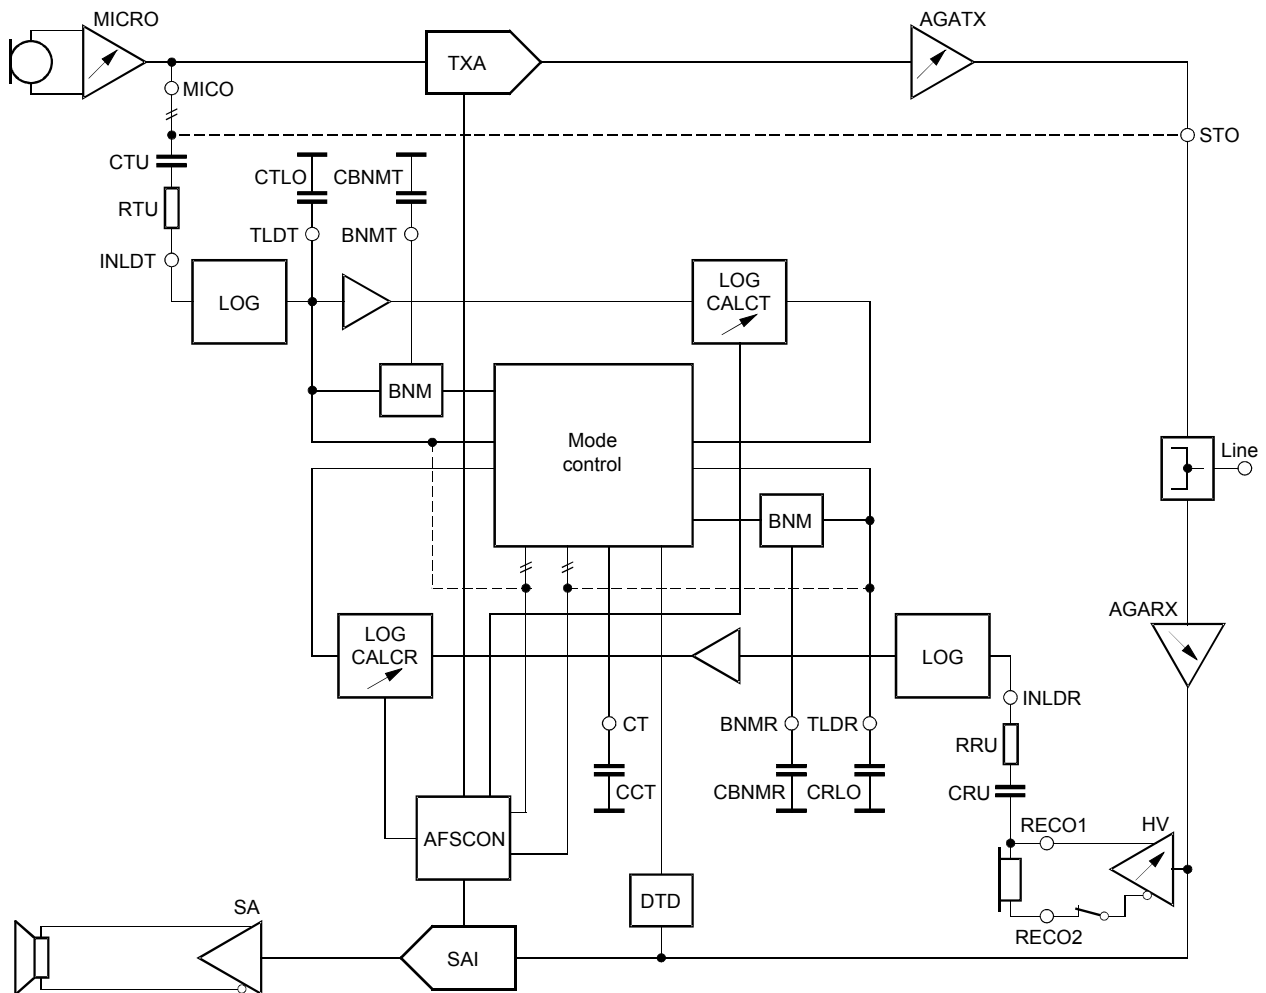 MICRO
AGATX
TXA
MICO
STO
CTU
CTLO
CBNMT
RTU
TLDT
BNMT
INLDT
LOG
LOG
CALCT
BNM
Mode
control
Line
BNM
AGARX
LOG
CALCR
LOG
INLDR
CT
BNMR
TLDR
RRU
CCT
CBNMR
CRLO
CRU
RECO1
HV
AFSCON
DTD
SA
RECO2
SAI